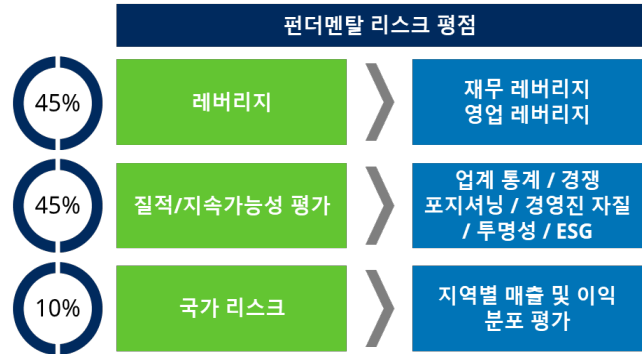 펀더멘탈 리스크 평점
45%
레버리지
재무 레버리지
영업 레버리지
45%
질적/지속가능성 평가
업계 통계 / 경쟁
포지셔닝 / 경영진 자질
/ 투명성 / ESG
10%
국가 리스크
지역별 매출 및 이익
분포 평가